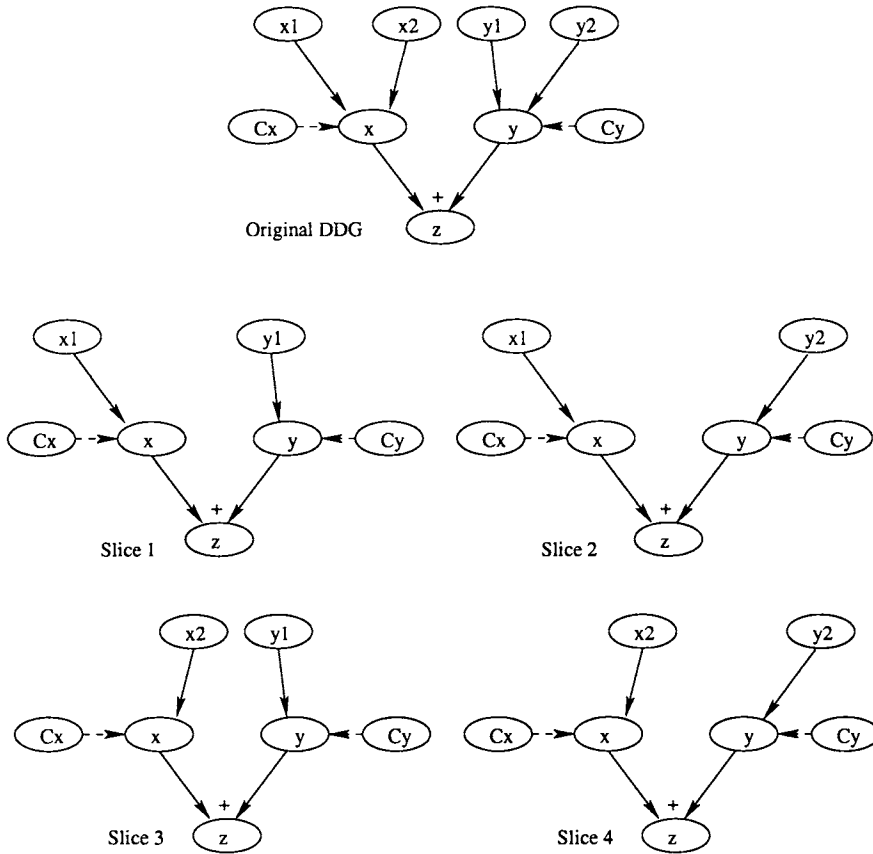 x1 x2 y1 y2
Cx x y Cy
+
Original DDG z
x1 y1 x1 y2
Cx x y Cy Cx x y Cy
+ +
Slice 1 z Slice 2 z
x2 y1 x2 y2
Cx x y Cy Cx x y Cy
+ +
Slice 3 z Slice 4 z